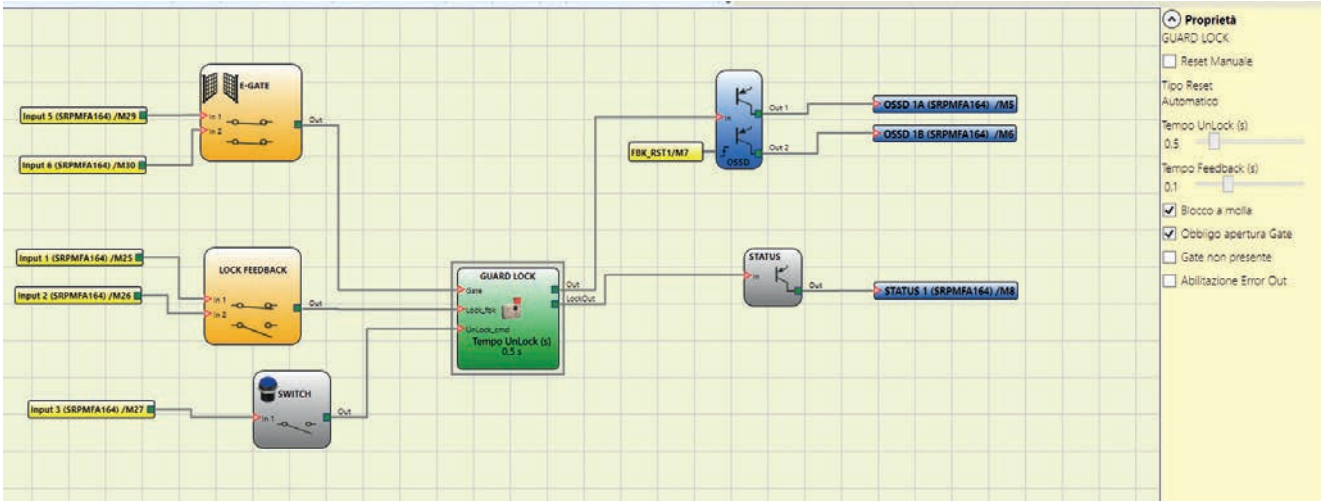 E-GATE
Input 5 (SRPMFA164) /M29
In 1
In 2
Out
Input 6 (SRPMFA164) /M30
Input 1 (SRPMFA164) /M25
Input 2 (SRPMFA164) /M26
LOCK FEEDBACK
In 1
In 2
Out
Input 3 (SRPMFA164) /M27
SWITCH
In 1
Out
GUARD LOCK
Gate
Lock_fbk
UnLock_cmd
Out
LockOut
Tempo UnLock (s)
0.5 s
FBK_RST1/M7
In
Out 1
Out 2
OSSD
OSSD 1A (SRPMFA164) /M5
OSSD 1B (SRPMFA164) /M6
STATUS
In
Out
STATUS 1 (SRPMFA164) /M8
Proprietà
GUARD LOCK
Reset Manuale
Tipo Reset
Automatico
Tempo UnLock (s)
0.5
Tempo Feedback (s)
0.1
Blocco a molla
Obbligo apertura Gate
Gate non presente
Abilitazione Error Out